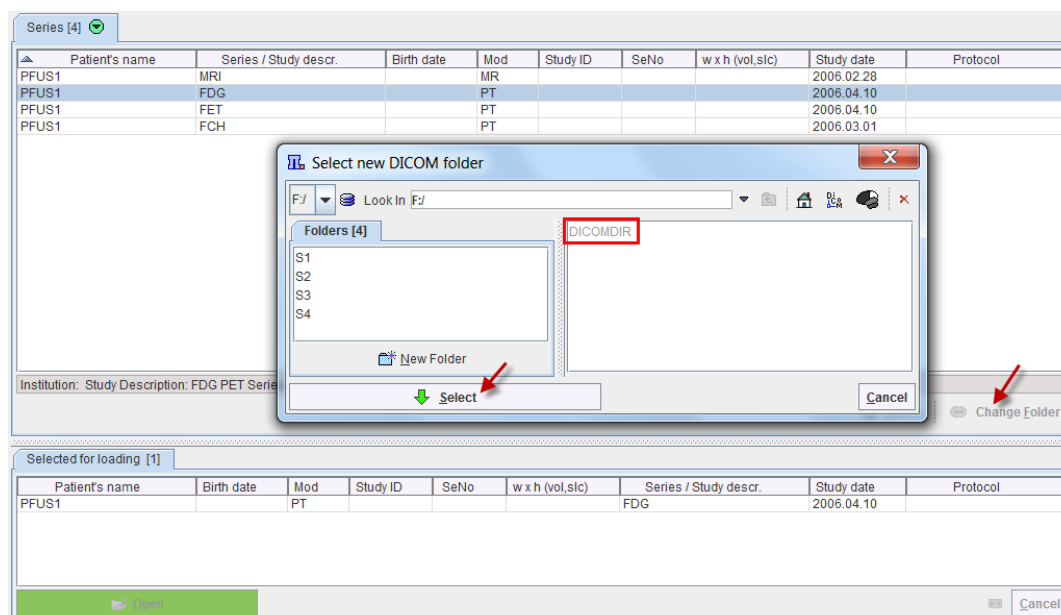 Series [4]
Patient's name Series / Study descr. Birth date Mod Study ID SeNo w x h (vol,slc) Study date Protocol
PFUS1 MRI MR 2006.02.28
PFUS1 FDG PT 2006.04.10
PFUS1 FET PT 2006.04.10
PFUS1 FCH PT 2006.03.01
Select new DICOM folder
F:/ Look In F:/
Folders [4]
DICOMDIR
S1
S2
S3
S4
New Folder
Select Cancel
Institution: Study Description: FDG PET Serie
Change Folder
Selected for loading [1]
Patient's name Birth date Mod Study ID SeNo w x h (vol,slc) Series / Study descr. Study date Protocol
PFUS1 PT FDG 2006.04.10
Open Cancel